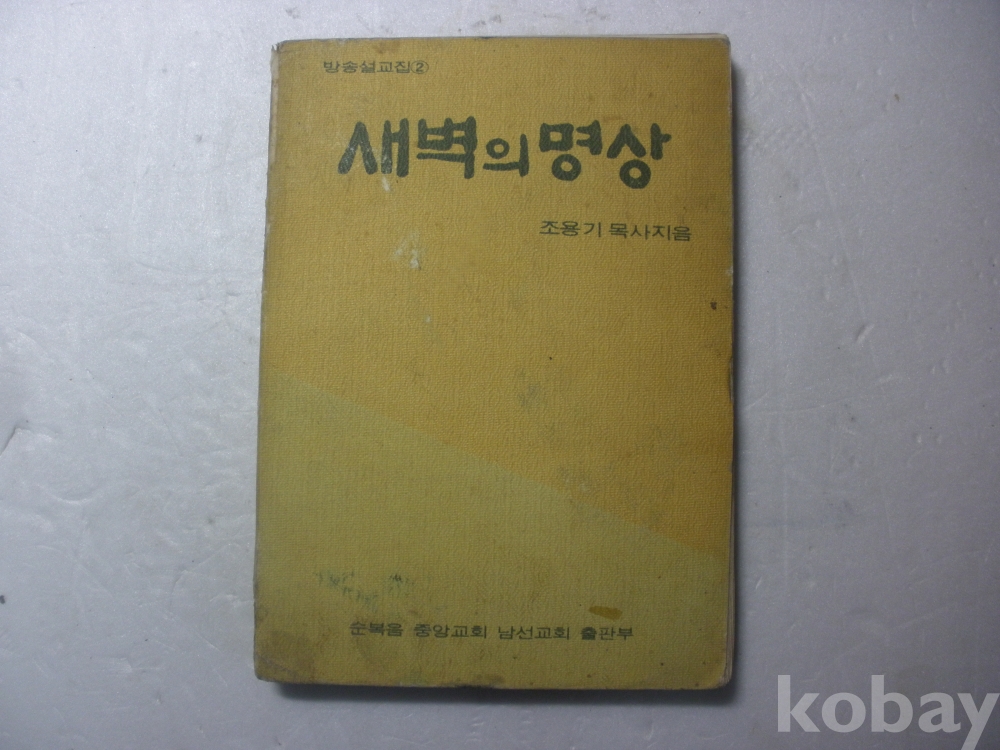 방송설교집②
새벽의 명상
조용기 목사지음
순복음 중앙교회 남선교회 출판부
kobay